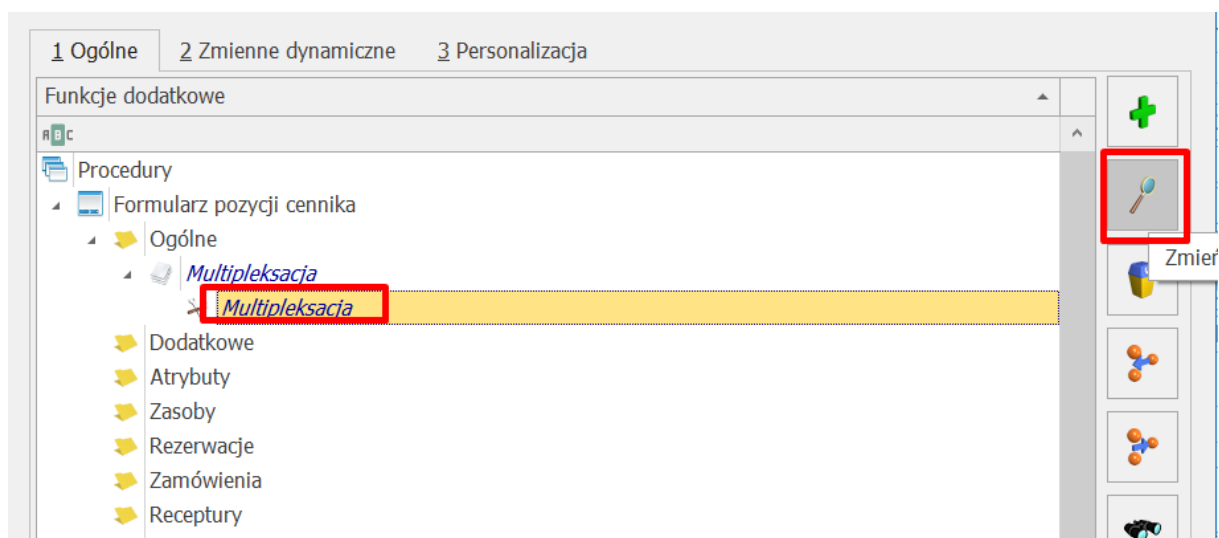 1 Ogólne 2 Zmienne dynamiczne 3 Personalizacja
Funkcje dodatkowe
A B C
Procedury
Formularz pozycji cennika
Ogólne
Zmień
Multipleksacja
Multipleksacja
Dodatkowe
Atrybuty
Zasoby
Rezerwacje
Zamówienia
Receptury